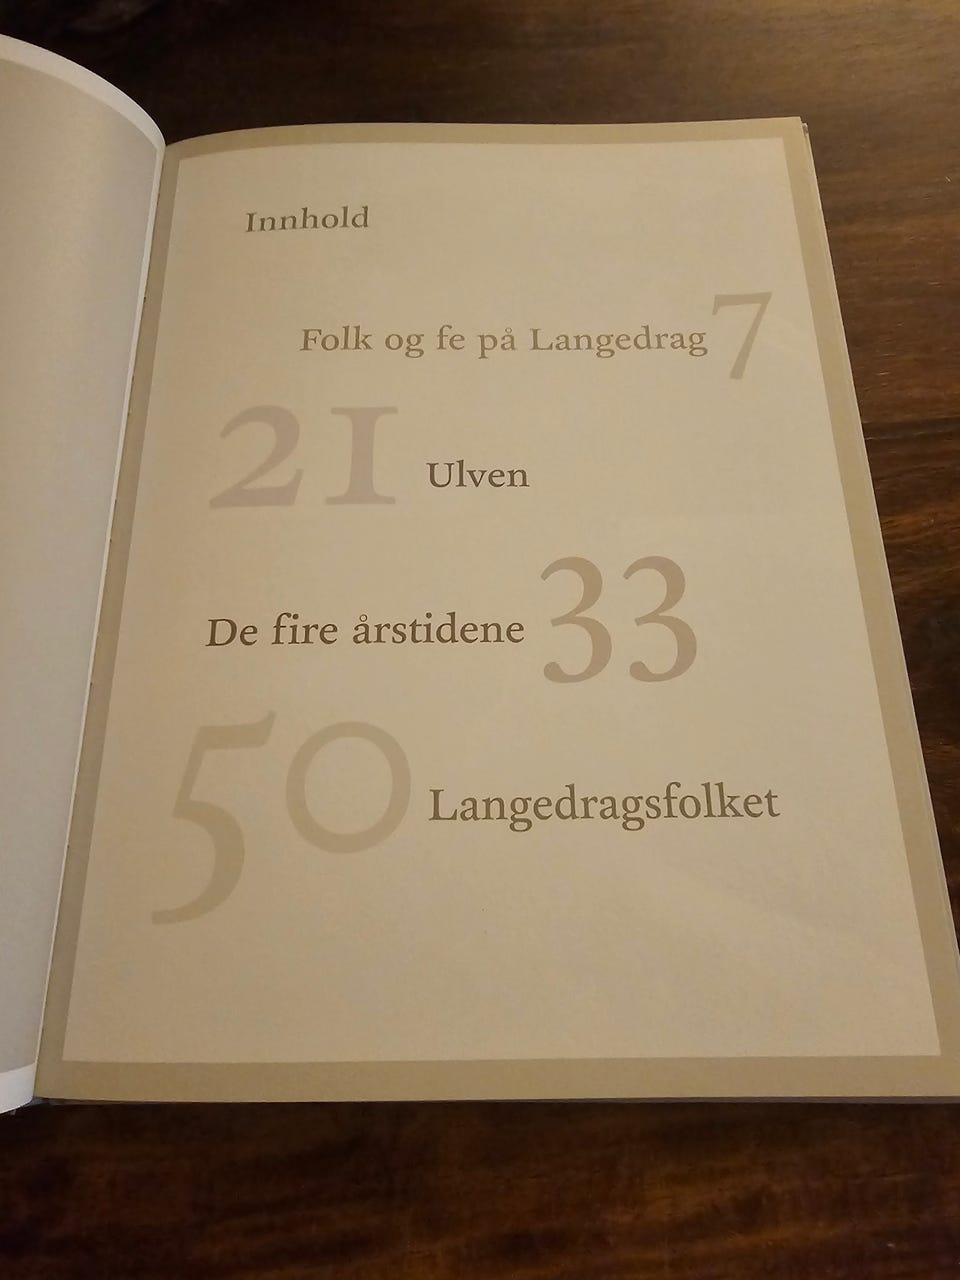 Innhold
Folk og fe på Langedrag 7
21 Ulven
De fire årstidene 33
50 Langedragsfolket